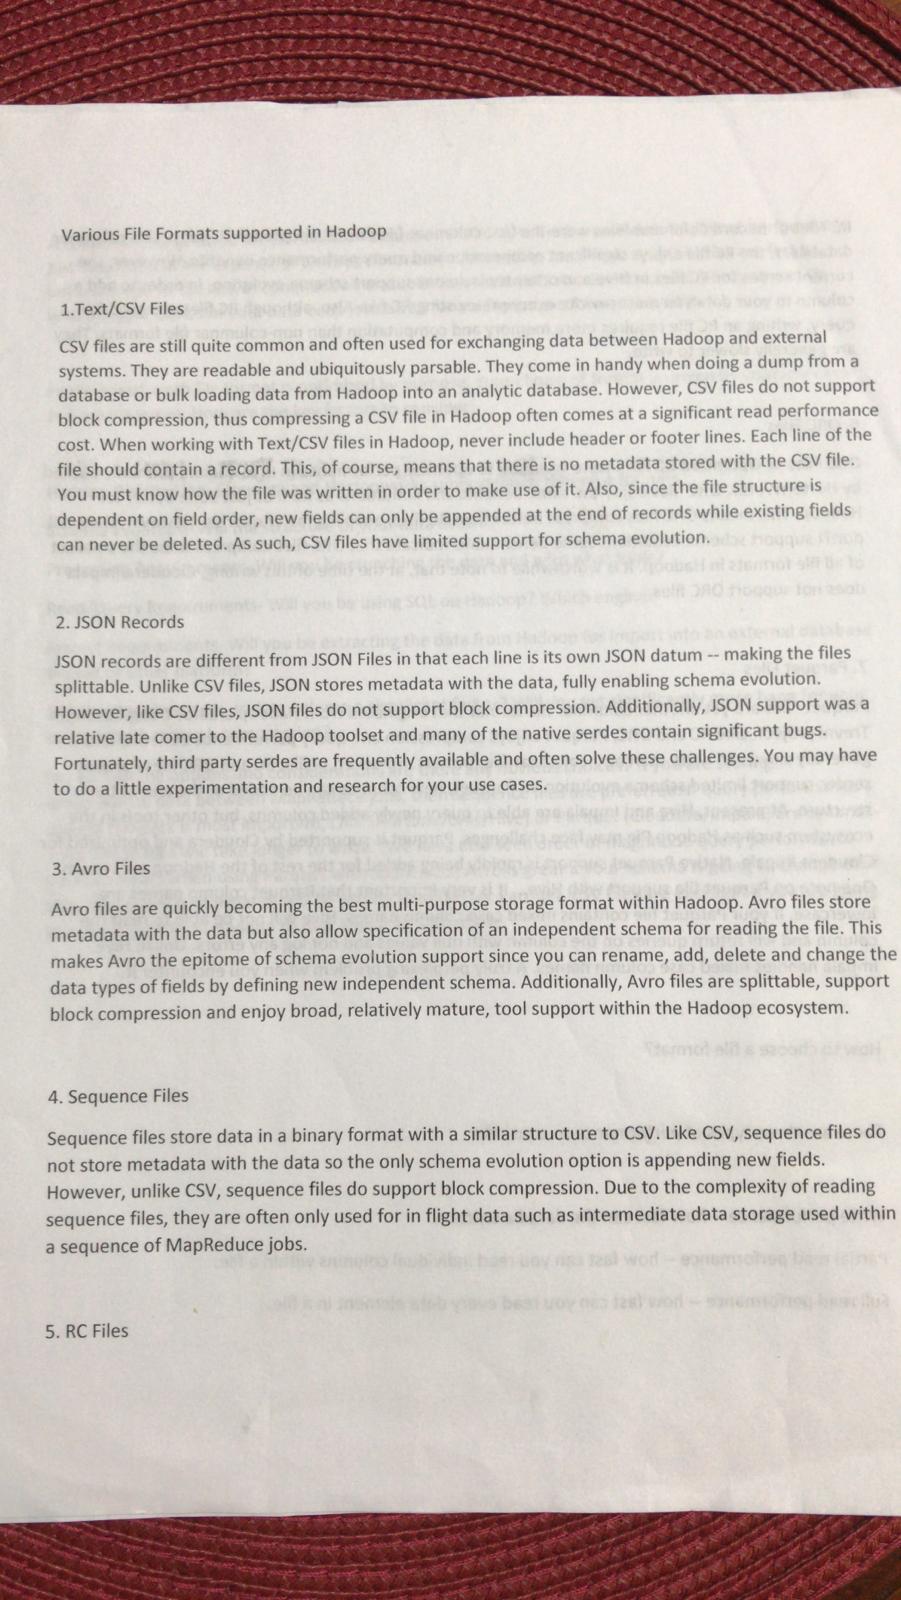 Various File Formats supported in Hadoop
1.Text/CSV Files
CSV files are still quite common and often used for exchanging data between Hadoop and external
systems. They are readable and ubiquitously parsable. They come in handy when doing a dump from a
database or bulk loading data from Hadoop into an analytic database. However, CSV files do not support
block compression, thus compressing a CSV file in Hadoop often comes at a significant read performance
cost. When working with Text/CSV files in Hadoop, never include header or footer lines. Each line of the
file should contain a record. This, of course, means that there is no metadata stored with the CSV file.
You must know how the file was written in order to make use of it. Also, since the file structure is
dependent on field order, new fields can only be appended at the end of records while existing fields
can never be deleted. As such, CSV files have limited support for schema evolution.
2. JSON Records
JSON records are different from JSON Files in that each line is its own JSON datum -- making the files
splittable. Unlike CSV files, JSON stores metadata with the data, fully enabling schema evolution.
However, like CSV files, JSON files do not support block compression. Additionally, JSON support was a
relative late comer to the Hadoop toolset and many of the native serdes contain significant bugs.
Fortunately, third party serdes are frequently available and often solve these challenges. You may have
to do a little experimentation and research for your use cases.
3. Avro Files
Avro files are quickly becoming the best multi-purpose storage format within Hadoop. Avro files store
metadata with the data but also allow specification of an independent schema for reading the file. This
makes Avro the epitome of schema evolution support since you can rename, add, delete and change the
data types of fields by defining new independent schema. Additionally, Avro files are splittable, support
block compression and enjoy broad, relatively mature, tool support within the Hadoop ecosystem.
4. Sequence Files
Sequence files store data in a binary format with a similar structure to CSV. Like CSV, sequence files do
not store metadata with the data so the only schema evolution option is appending new fields.
However, unlike CSV, sequence files do support block compression. Due to the complexity of reading
sequence files, they are often only used for in flight data such as intermediate data storage used within
a sequence of MapReduce jobs.
5. RC Files